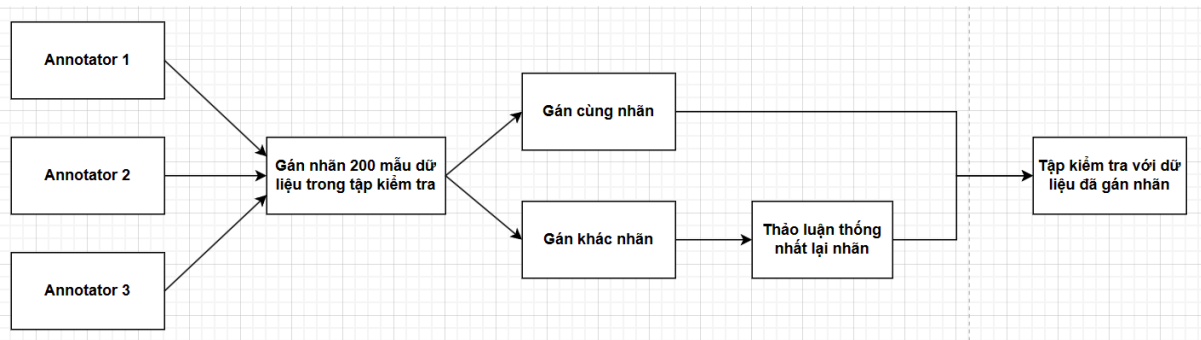 Annotator 1
Annotator 2
Annotator 3
Gán nhãn 200 mẫu dữ
liệu trong tập kiểm tra
Gán cùng nhãn
Gán khác nhãn
Thảo luận thống
nhất lại nhãn
Tập kiểm tra với dữ
liệu đã gán nhãn